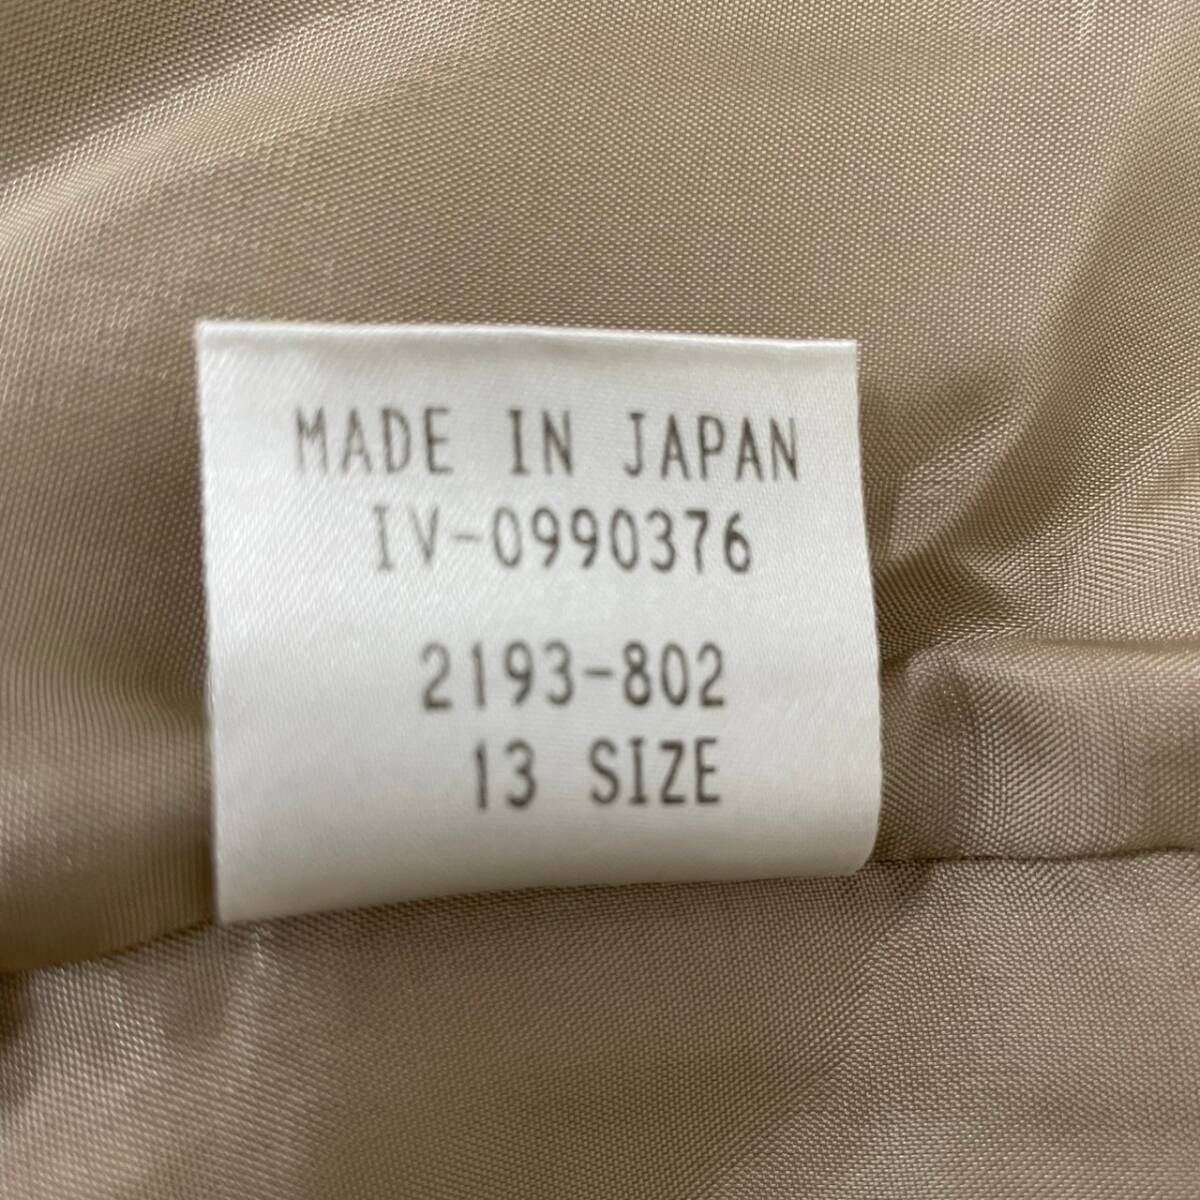 MADE IN JAPAN
IV-0990376
2193-802
13 SIZE